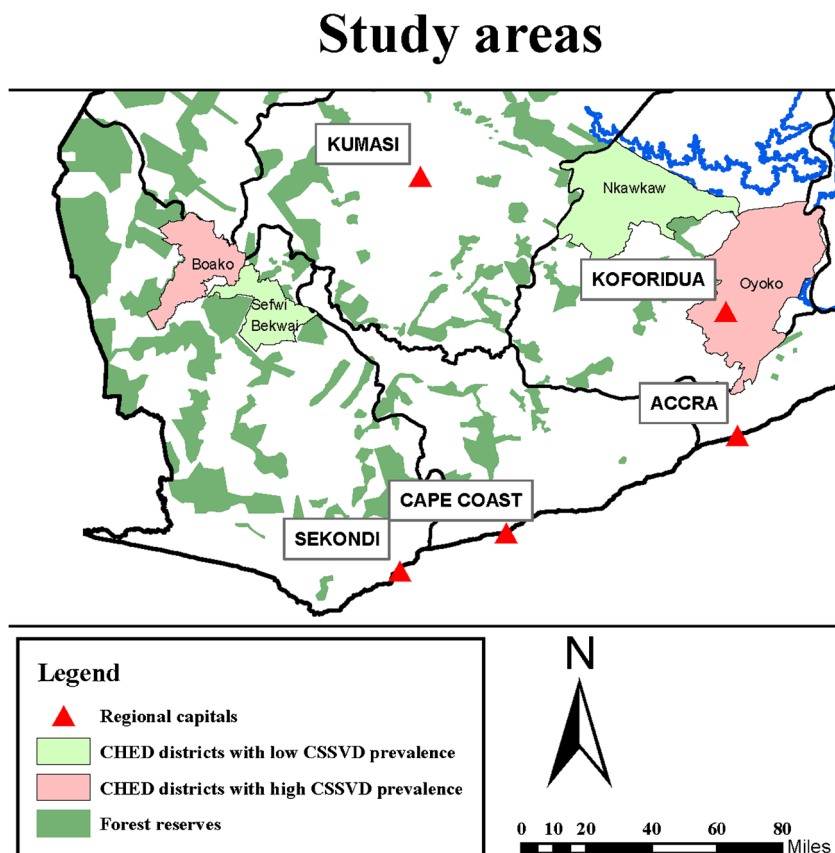 Study areas
KUMASI
Nkawkaw
Boako
KOFORIDUA
Oyoko
Sefwi
Bekwai
ACCRA
CAPE COAST
SEKONDI
Legend
Regional capitals
CHED districts with low CSSVD prevalence
CHED districts with high CSSVD prevalence
Forest reserves
N
0 10 20 40 60 80
Miles